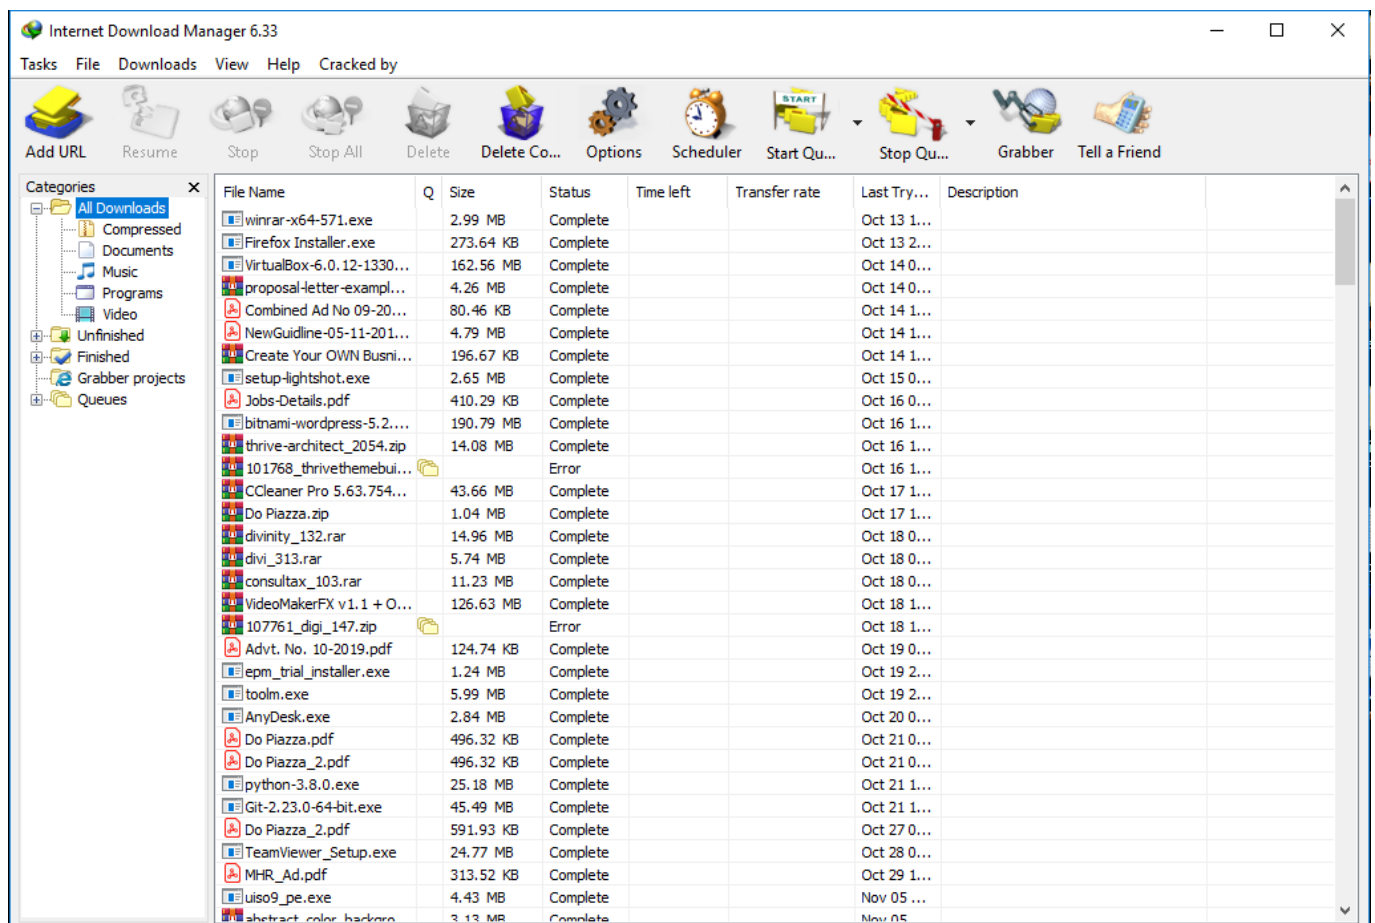 Internet Download Manager 6.33
Tasks File Downloads View Help Cracked by
Add URL Resume Stop Stop All Delete Delete Co... Options Scheduler Start Qu... Stop Qu... Grabber Tell a Friend
Categories
All Downloads
Compressed
Documents
Music
Programs
Video
Unfinished
Finished
Grabber projects
Queues
File Name Q Size Status Time left Transfer rate Last Try... Description
winrar-x64-571.exe 2.99 MB Complete Oct 13 1...
Firefox Installer.exe 273.64 KB Complete Oct 13 2...
VirtualBox-6.0.12-1330... 162.56 MB Complete Oct 14 0...
proposal-letter-exampl... 4.26 MB Complete Oct 14 0...
Combined Ad No 09-20... 80.46 KB Complete Oct 14 1...
NewGuidline-05-11-201... 4.79 MB Complete Oct 14 1...
Create Your OWN Busni... 196.67 KB Complete Oct 14 1...
setup-lightshot.exe 2.65 MB Complete Oct 15 0...
Jobs-Details.pdf 410.29 KB Complete Oct 16 0...
bitnami-wordpress-5.2.... 190.79 MB Complete Oct 16 1...
thrive-architect_2054.zip 14.08 MB Complete Oct 16 1...
101768_thrivethemebui... Error Oct 16 1...
CCleaner Pro 5.63.754... 43.66 MB Complete Oct 17 1...
Do Piazza.zip 1.04 MB Complete Oct 17 1...
divinity_132.rar 14.96 MB Complete Oct 18 0...
divi_313.rar 5.74 MB Complete Oct 18 0...
consultax_103.rar 11.23 MB Complete Oct 18 0...
VideoMakerFX v1.1 + O... 126.63 MB Complete Oct 18 1...
107761_digi_147.zip Error Oct 18 1...
Advt. No. 10-2019.pdf 124.74 KB Complete Oct 19 0...
epm_trial_installer.exe 1.24 MB Complete Oct 19 2...
toolm.exe 5.99 MB Complete Oct 19 2...
AnyDesk.exe 2.84 MB Complete Oct 20 0...
Do Piazza.pdf 496.32 KB Complete Oct 21 0...
Do Piazza_2.pdf 496.32 KB Complete Oct 21 0...
python-3.8.0.exe 25.18 MB Complete Oct 21 1...
Git-2.23.0-64-bit.exe 45.49 MB Complete Oct 21 1...
Do Piazza_2.pdf 591.93 KB Complete Oct 27 0...
TeamViewer_Setup.exe 24.77 MB Complete Oct 28 0...
MHR_Ad.pdf 313.52 KB Complete Oct 29 1...
uiso9_pe.exe 4.43 MB Complete Nov 05 ...
abstract_color_backgro... 3.13 MB Complete Nov 05 ...